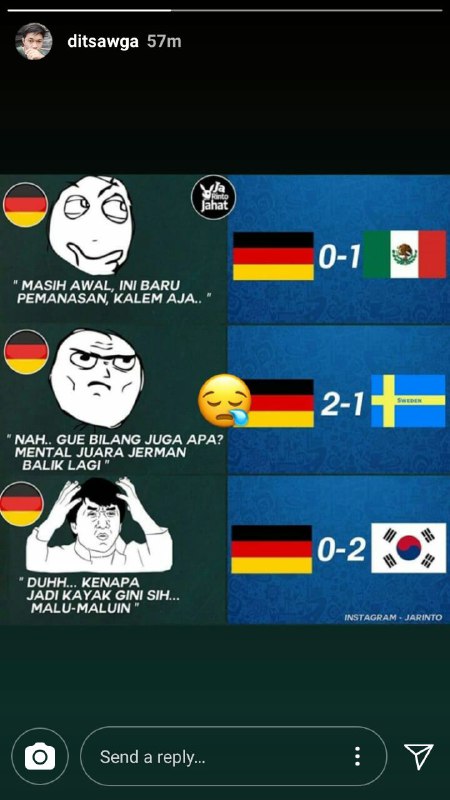 ditsawga 57m
Ja
Rinto
Jahat
" MASIH AWAL, INI BARU
PEMANASAN, KALEM AJA.. "
0-1
" NAH.. GUE BILANG JUGA APA?
MENTAL JUARA JERMAN
BALIK LAGI "
2-1
SWEDEN
" DUHH... KENAPA
JADI KAYAK GINI SIH...
MALU-MALUIN "
0-2
INSTAGRAM - JARINTO
Send a reply...